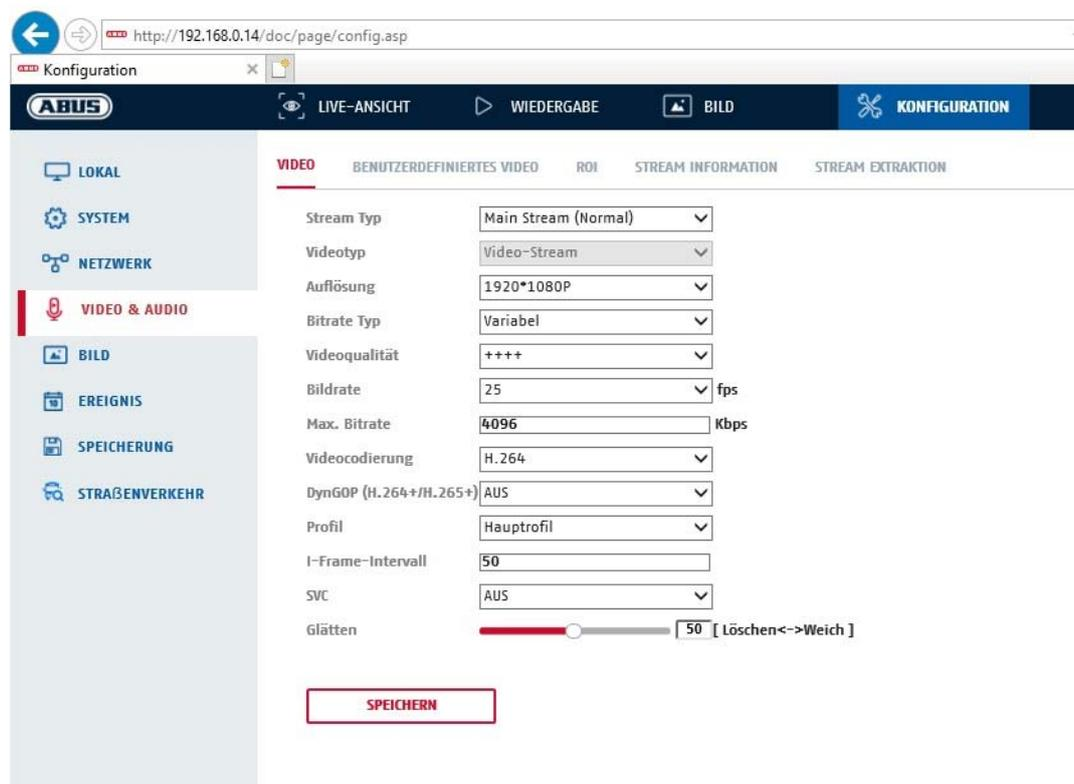 http://192.168.0.14/doc/page/config.asp
Konfiguration
ABUS
LIVE-ANSICHT
WIEDERGABE
BILD
KONFIGURATION
LOKAL
SYSTEM
NETZWERK
VIDEO & AUDIO
BILD
EREIGNIS
SPEICHERUNG
STRAßENVERKEHR
VIDEO
BENUTZERDEFINIERTES VIDEO
ROI
STREAM INFORMATION
STREAM EXTRAKTION
Stream Typ Main Stream (Normal)
Videotyp Video-Stream
Auflösung 1920*1080P
Bitrate Typ Variabel
Videoqualität ++++
Bildrate 25 fps
Max. Bitrate 4096 Kbps
Videocodierung H.264
DynGOP (H.264+/H.265+) AUS
Profil Hauptrofil
I-Frame-Intervall 50
SVC AUS
Glätten 50 [ Löschen<->Weich ]
SPEICHERN